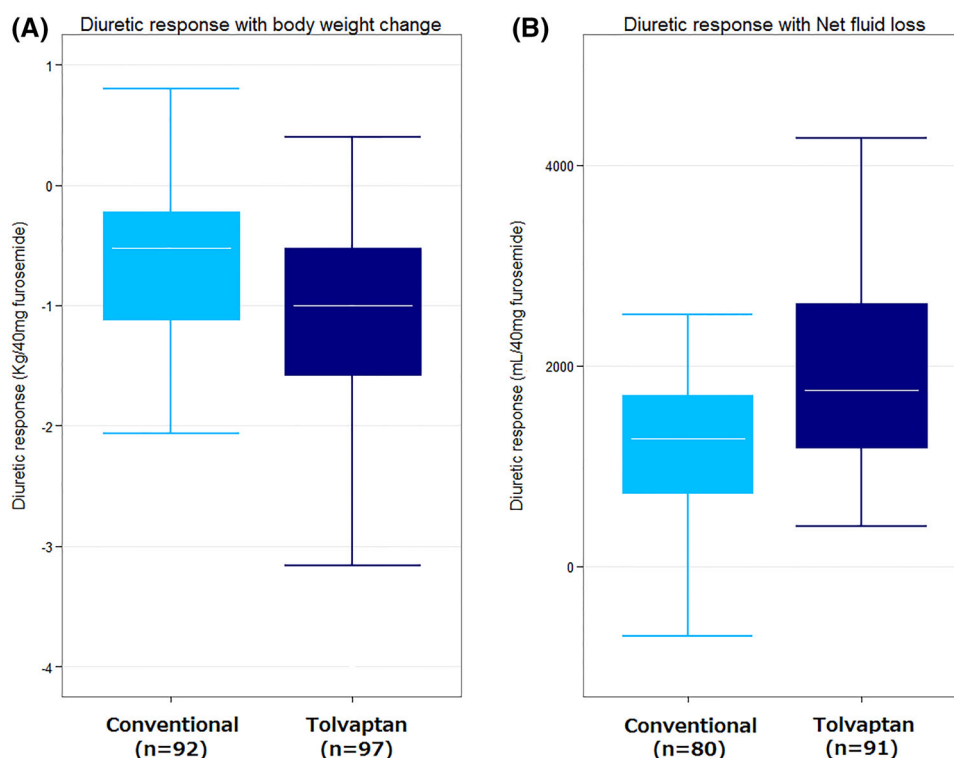 (A)
Diuretic response with body weight change
Diuretic response (Kg/40mg furosemide)
1
0
-1
-2
-3
-4
Conventional
(n=92)
Tolvaptan
(n=97)
(B)
Diuretic response with Net fluid loss
Diuretic response (mL/40mg furosemide)
4000
2000
0
Conventional
(n=80)
Tolvaptan
(n=91)